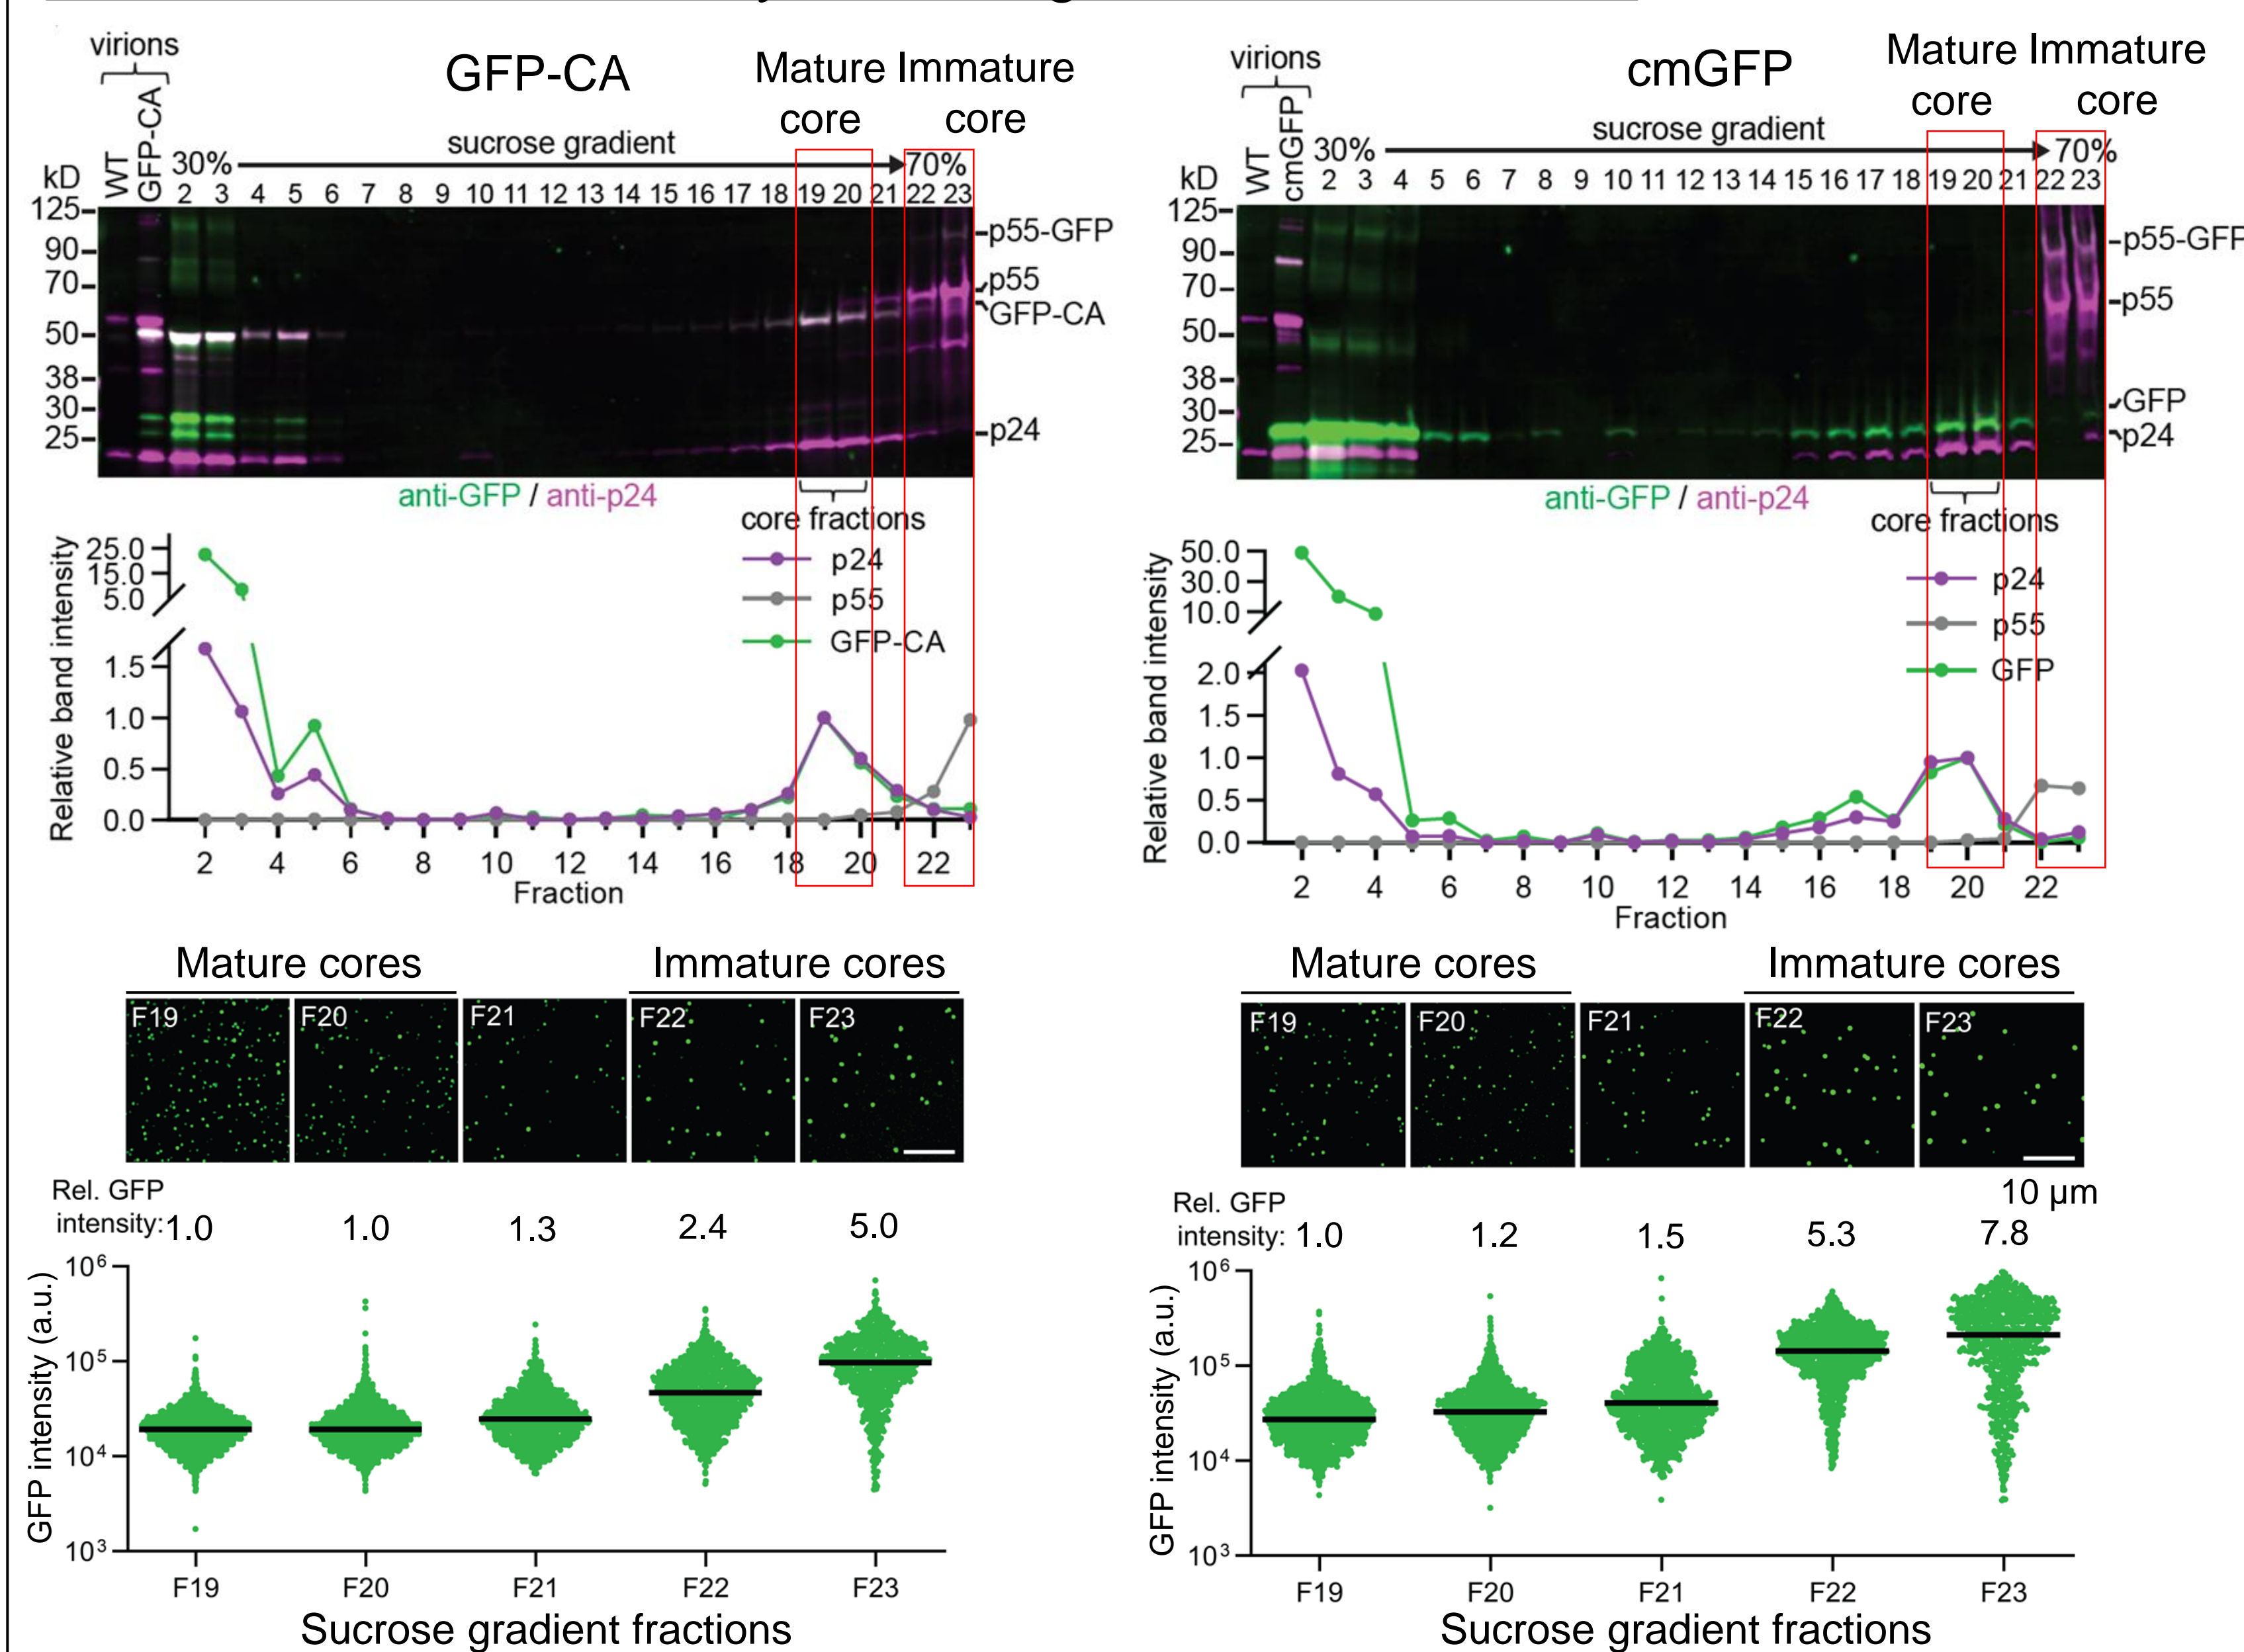 virions
GFP-CA
Mature Immature
core core
WT
GFP-CA
sucrose gradient
30% 70%
kD
2 3 4 5 6 7 8 9 10 11 12 13 14 15 16 17 18 19 20 21 22 23
125
90
70
50
38
30
25
p55-GFP
p55
GFP-CA
p24
anti-GFP / anti-p24
core fractions
p24
p55
GFP-CA
Relative band intensity
25.0
15.0
5.0
1.5
1.0
0.5
0.0
2 4 6 8 10 12 14 16 18 20 22
Fraction
Mature cores Immature cores
F19 F20 F21 F22 F23
Rel. GFP
intensity: 1.0 1.0 1.3 2.4 5.0
GFP intensity (a.u.)
10⁶
10⁵
10⁴
10³
F19 F20 F21 F22 F23
Sucrose gradient fractions
virions
cmGFP
Mature Immature
core core
WT
cmGFP
sucrose gradient
30% 70%
kD
2 3 4 5 6 7 8 9 10 11 12 13 14 15 16 17 18 19 20 21 22 23
125
90
70
50
38
30
25
p55-GFP
p55
GFP
p24
anti-GFP / anti-p24
core fractions
p24
p55
GFP
Relative band intensity
50.0
30.0
10.0
2.0
1.5
1.0
0.5
0.0
2 4 6 8 10 12 14 16 18 20 22
Fraction
Mature cores Immature cores
F19 F20 F21 F22 F23
10 μm
Rel. GFP
intensity: 1.0 1.2 1.5 5.3 7.8
GFP intensity (a.u.)
10⁶
10⁵
10⁴
10³
F19 F20 F21 F22 F23
Sucrose gradient fractions